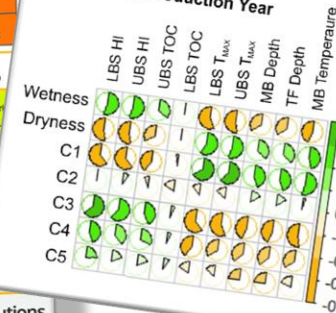 duction Year
LBS HI
UBS HI
UBS TOC
LBS TOC
LBS TMAX
UBS TMAX
MB Depth
TF Depth
MB Temperaure
Wetness
Dryness
C1
C2
C3
C4
C5
utions